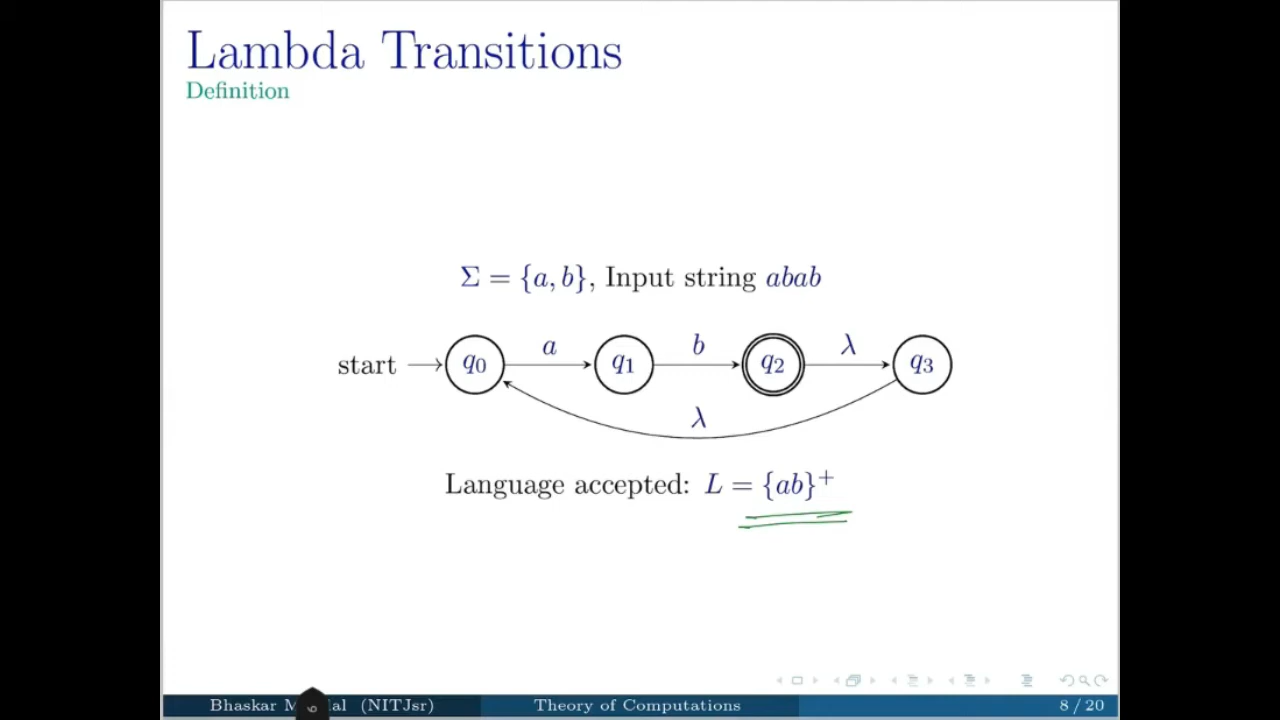 Lambda Transitions
Definition
Σ = {a, b}, Input string abab
start q₀ a q₁ b q₂ λ q₃
λ
Language accepted: L = {ab}⁺
Bhaskar (NITJsr) Theory of Computations 8 / 20